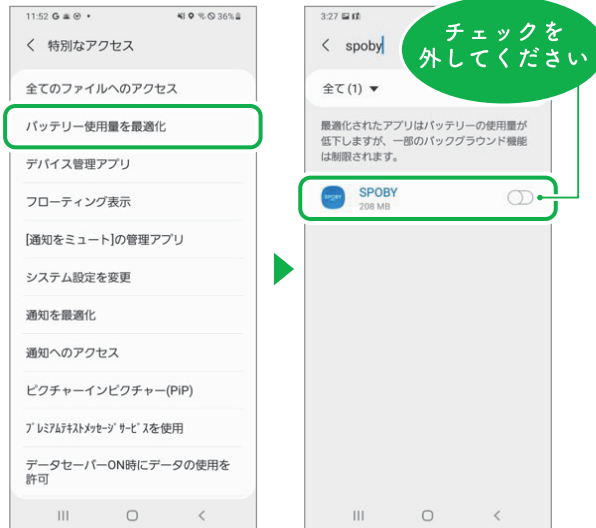 11:52 G
36%
特別なアクセス
全てのファイルへのアクセス
バッテリー使用量を最適化
デバイス管理アプリ
フローティング表示
[通知をミュート]の管理アプリ
システム設定を変更
通知を最適化
通知へのアクセス
ピクチャーインピクチャー(PiP)
ﾌﾟﾚﾐｱﾑﾃｷｽﾄﾒｯｾｰｼﾞｻｰﾋﾞｽを使用
データセーバーON時にデータの使用を
許可
3:27
spoby
チェックを
外してください
全て(1) ▼
最適化されたアプリはバッテリーの使用量が
低下しますが、一部のバックグラウンド機能
は制限されます。
SPOBY
SPOBY
208 MB